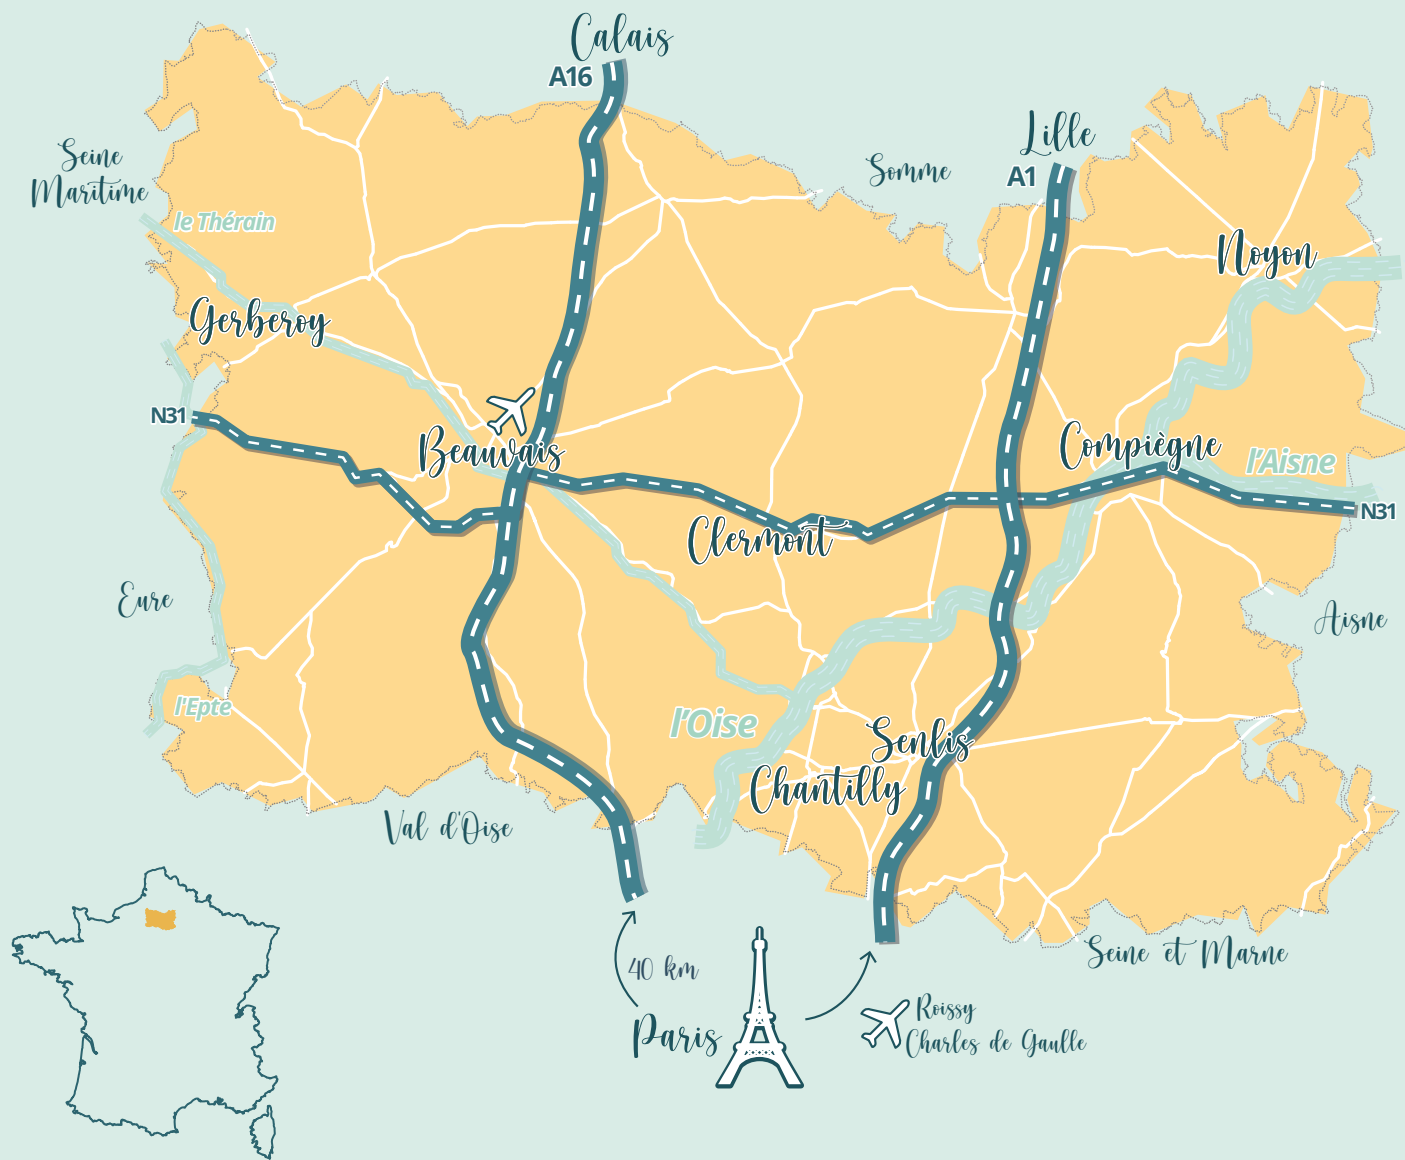 Calais
A16
Lille
A1
Somme
Seine
Maritime
le Thérain
Noyon
Gerberoy
N31
Beauvais
Compiègne
l'Aisne
N31
Clermont
Eure
Aisne
l'Epte
l'Oise
Senlis
Chantilly
Val d'Oise
Seine et Marne
40 km
Paris
Roissy
Charles de Gaulle